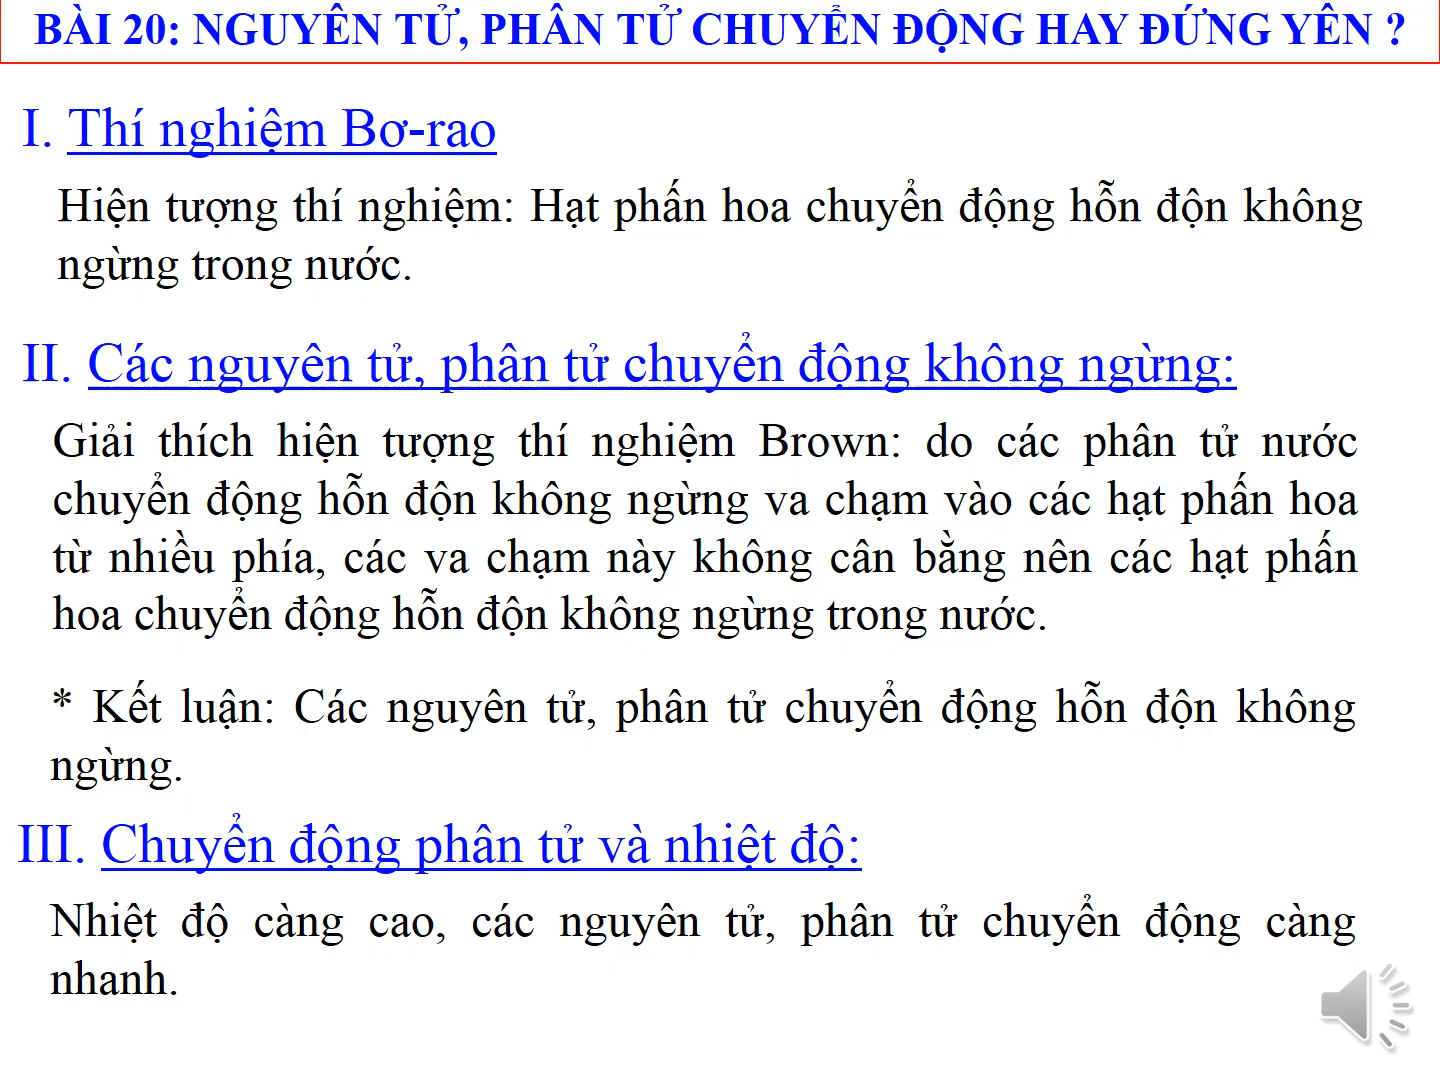 BÀI 20: NGUYÊN TỬ, PHÂN TỬ CHUYỂN ĐỘNG HAY ĐỨNG YÊN ?
I. Thí nghiệm Bơ-rao
Hiện tượng thí nghiệm: Hạt phấn hoa chuyển động hỗn độn không
ngừng trong nước.
II. Các nguyên tử, phân tử chuyển động không ngừng:
Giải thích hiện tượng thí nghiệm Brown: do các phân tử nước
chuyển động hỗn độn không ngừng va chạm vào các hạt phấn hoa
từ nhiều phía, các va chạm này không cân bằng nên các hạt phấn
hoa chuyển động hỗn độn không ngừng trong nước.
* Kết luận: Các nguyên tử, phân tử chuyển động hỗn độn không
ngừng.
III. Chuyển động phân tử và nhiệt độ:
Nhiệt độ càng cao, các nguyên tử, phân tử chuyển động càng
nhanh.